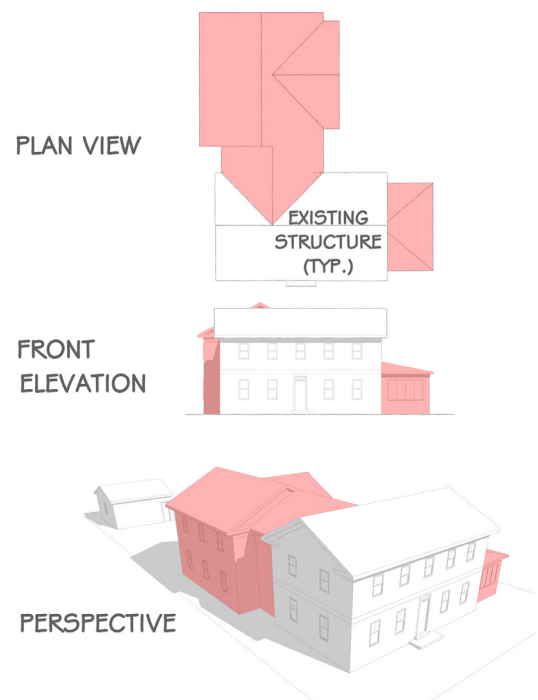 PLAN VIEW
EXISTING
STRUCTURE
(TYP.)
FRONT
ELEVATION
PERSPECTIVE